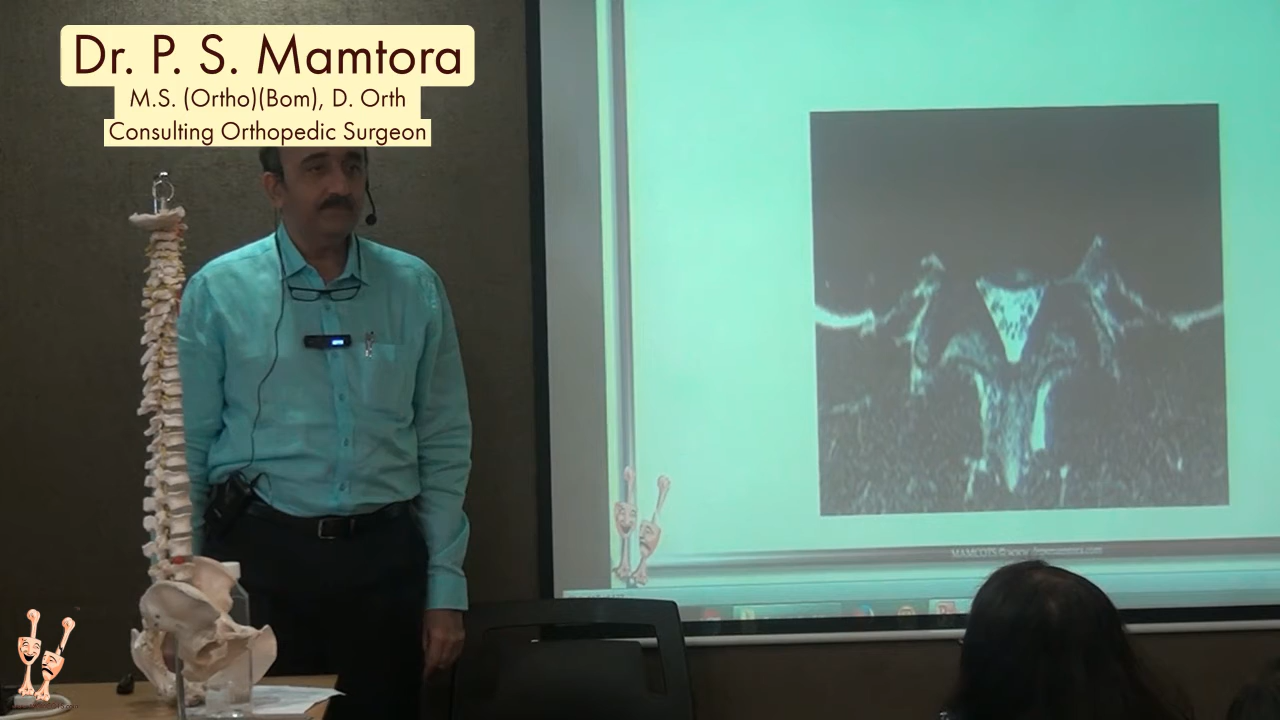 Dr. P. S. Mamtora
M.S. (Ortho)(Bom), D. Orth
Consulting Orthopedic Surgeon